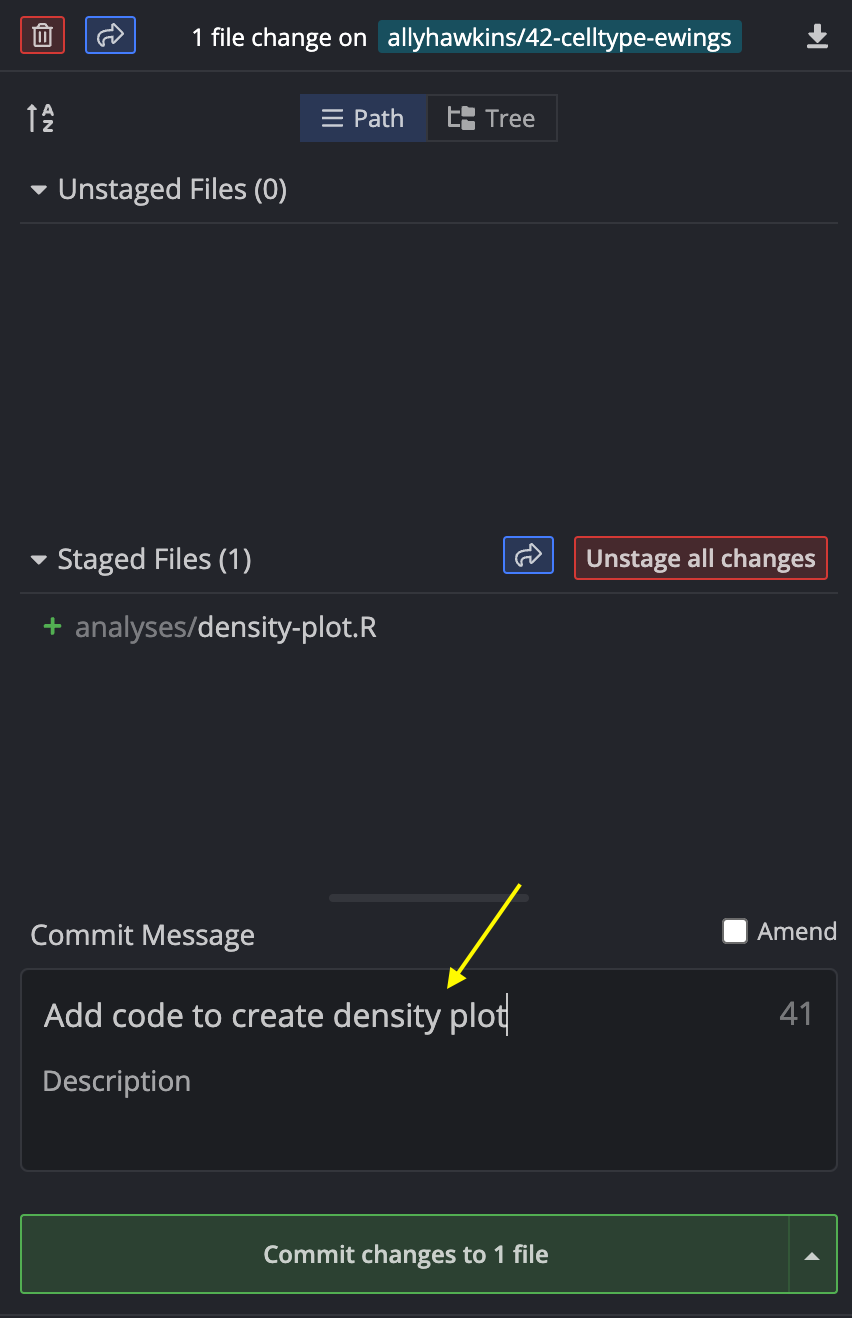 1 file change on allyhawkins/42-celltype-ewings
A Z Path Tree
Unstaged Files (0)
Staged Files (1) Unstage all changes
+ analyses/density-plot.R
Commit Message Amend
Add code to create density plot 41
Description
Commit changes to 1 file